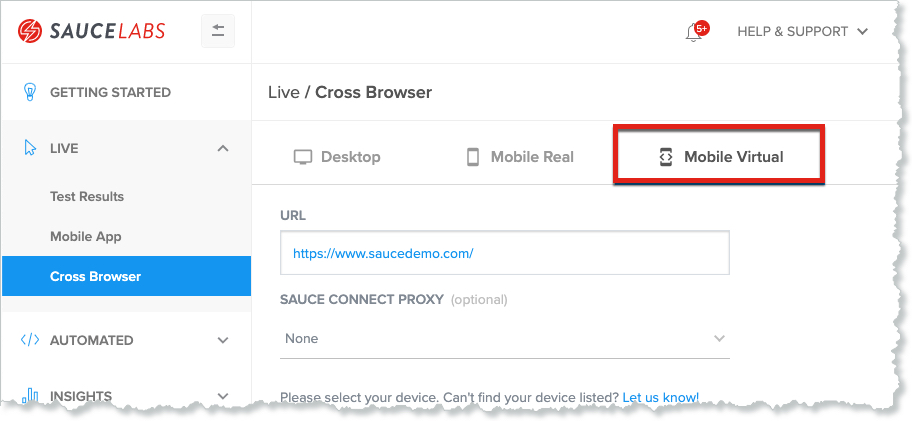 SAUCELABS
5+
HELP & SUPPORT
GETTING STARTED
Live / Cross Browser
LIVE
Desktop
Mobile Real
Mobile Virtual
Test Results
Mobile App
Cross Browser
URL
https://www.saucedemo.com/
SAUCE CONNECT PROXY (optional)
AUTOMATED
None
INSIGHTS
Please select your device. Can't find your device listed? Let us know!